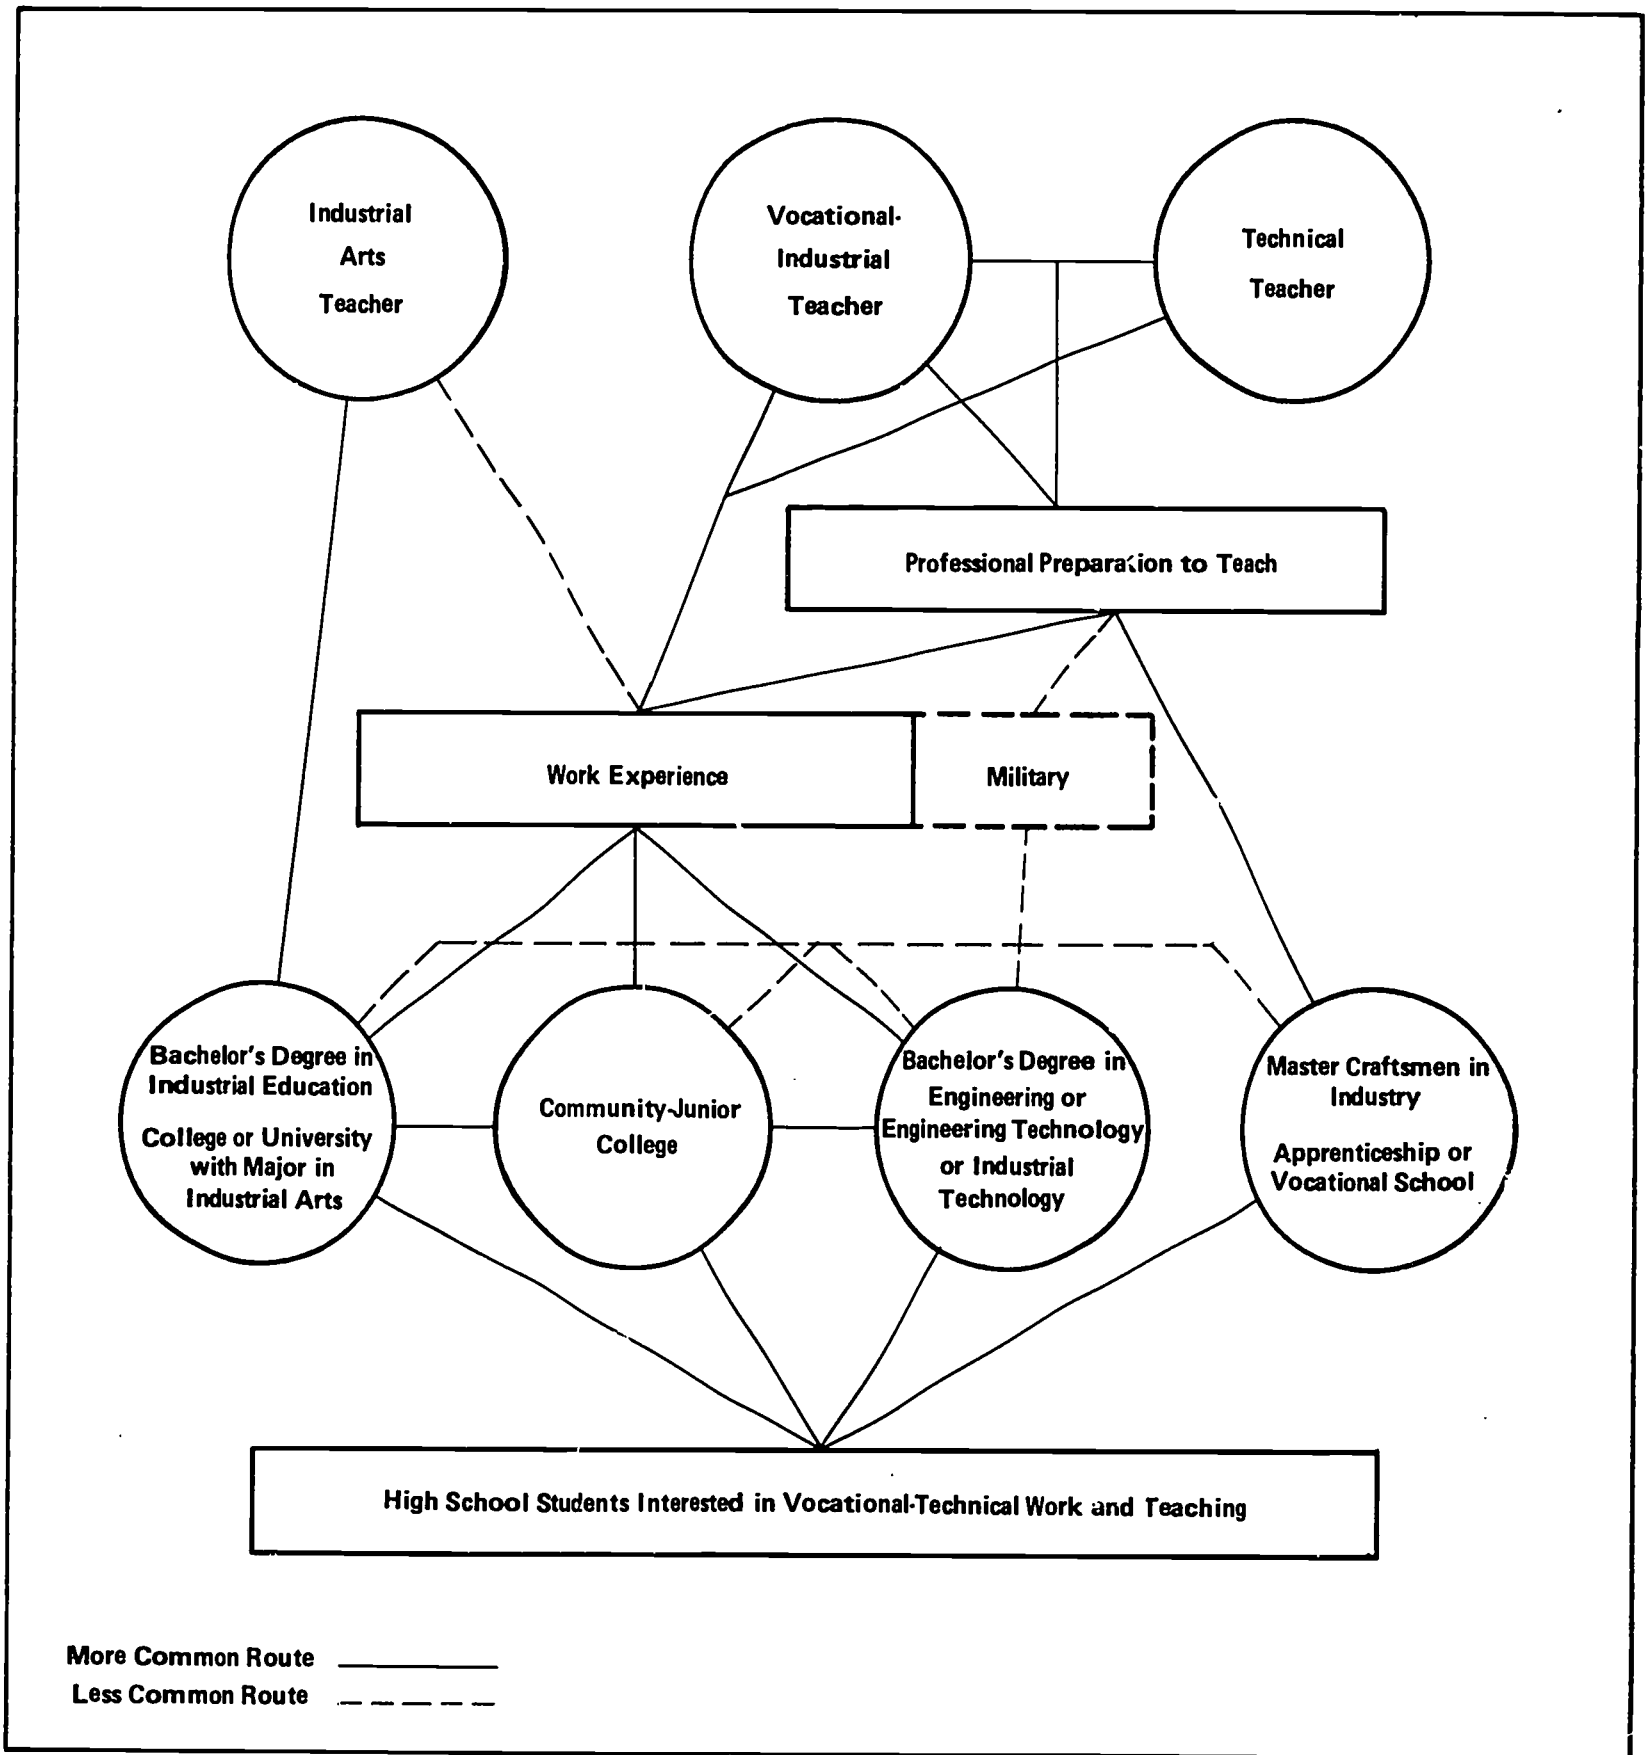 Industrial
Arts
Teacher
Vocational-
Industrial
Teacher
Technical
Teacher
Professional Preparation to Teach
Work Experience
Military
Bachelor's Degree in
Industrial Education
College or University
with Major in
Industrial Arts
Community-Junior
College
Bachelor's Degree in
Engineering or
Engineering Technology
or Industrial
Technology
Master Craftsmen in
Industry
Apprenticeship or
Vocational School
High School Students Interested in Vocational-Technical Work and Teaching
More Common Route
Less Common Route